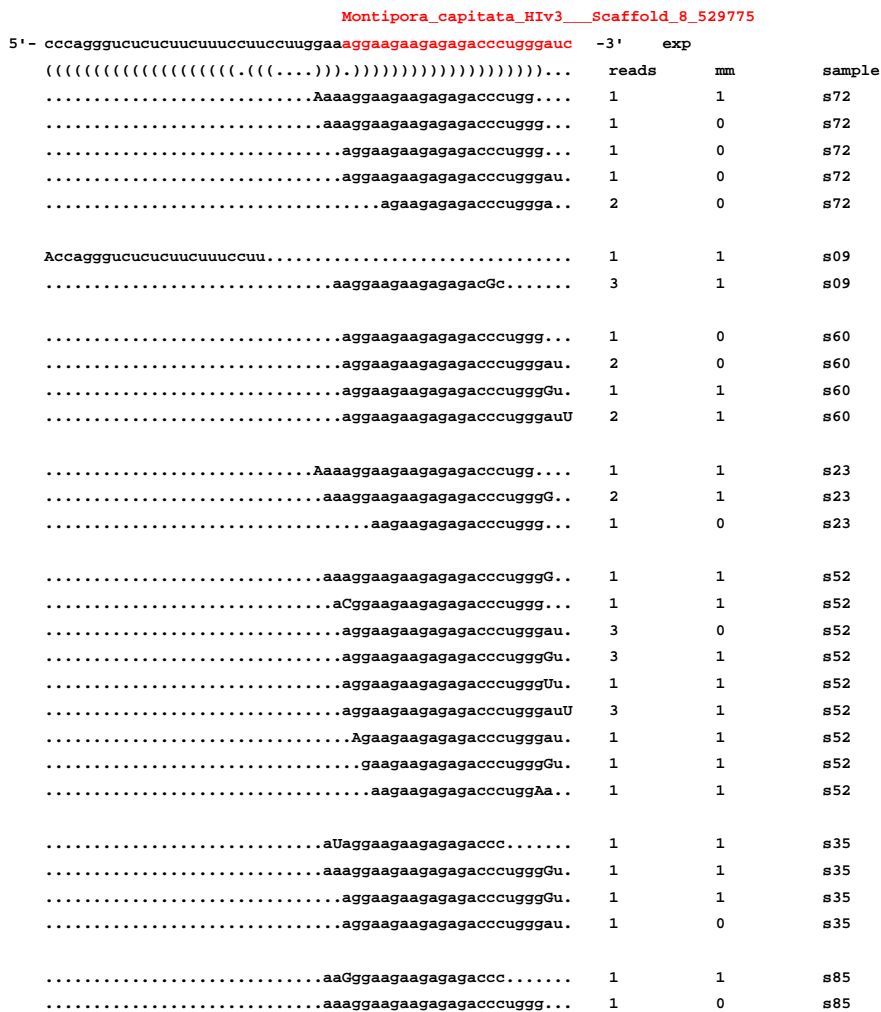 Montipora_capitata_HIv3___Scaffold_8_529775
5'- cccagggucucucuucuuuccuuccuuggaaaggaagaagagagacccugggauc -3' exp
((((((((((((((((((((.(((....))).))))))))))))))))))))... reads mm sample
............................Aaaaggaagaagagagacccugg.... 1 1 s72
.............................aaaggaagaagagagacccuggg... 1 0 s72
...............................aggaagaagagagacccuggg... 1 0 s72
...............................aggaagaagagagacccugggau. 1 0 s72
...................................agaagagagacccuggga.. 2 0 s72
Accagggucucucuucuuuccuu................................ 1 1 s09
..............................aaggaagaagagagacGc....... 3 1 s09
...............................aggaagaagagagacccuggg... 1 0 s60
...............................aggaagaagagagacccugggau. 2 0 s60
...............................aggaagaagagagacccugggGu. 1 1 s60
...............................aggaagaagagagacccugggauU 2 1 s60
............................Aaaaggaagaagagagacccugg.... 1 1 s23
.............................aaaggaagaagagagacccugggG.. 2 1 s23
..................................aagaagagagacccuggg... 1 0 s23
.............................aaaggaagaagagagacccugggG.. 1 1 s52
..............................aCggaagaagagagacccuggg... 1 1 s52
...............................aggaagaagagagacccugggau. 3 0 s52
...............................aggaagaagagagacccugggGu. 3 1 s52
...............................aggaagaagagagacccugggUu. 1 1 s52
...............................aggaagaagagagacccugggauU 3 1 s52
................................Agaagaagagagacccugggau. 1 1 s52
.................................gaagaagagagacccugggGu. 1 1 s52
..................................aagaagagagacccuggAa.. 1 1 s52
.............................aUaggaagaagagagaccc....... 1 1 s35
.............................aaaggaagaagagagacccugggGu. 1 1 s35
...............................aggaagaagagagacccugggGu. 1 1 s35
...............................aggaagaagagagacccugggau. 1 0 s35
.............................aaGggaagaagagagaccc....... 1 1 s85
.............................aaaggaagaagagagacccuggg... 1 0 s85